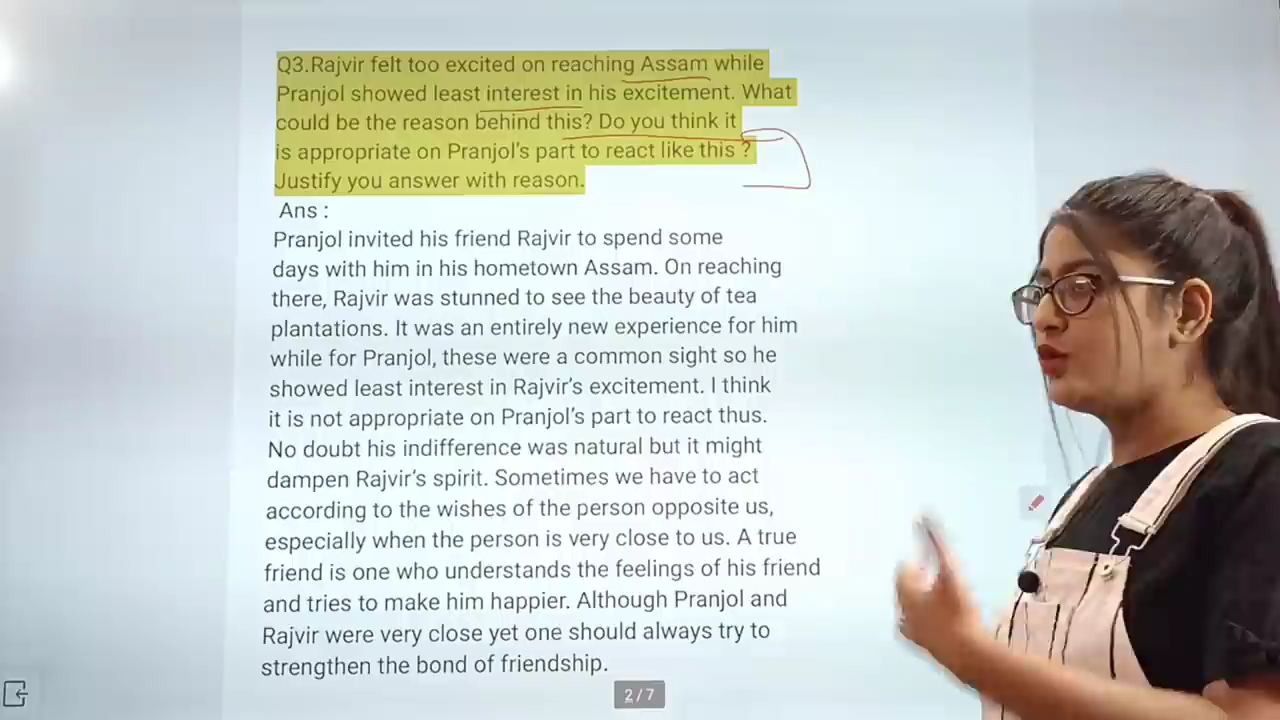 Q3.Rajvir felt too excited on reaching Assam while
Pranjol showed least interest in his excitement. What
could be the reason behind this? Do you think it
is appropriate on Pranjol's part to react like this ?
Justify you answer with reason.
Ans :
Pranjol invited his friend Rajvir to spend some
days with him in his hometown Assam. On reaching
there, Rajvir was stunned to see the beauty of tea
plantations. It was an entirely new experience for him
while for Pranjol, these were a common sight so he
showed least interest in Rajvir's excitement. I think
it is not appropriate on Pranjol's part to react thus.
No doubt his indifference was natural but it might
dampen Rajvir's spirit. Sometimes we have to act
according to the wishes of the person opposite us,
especially when the person is very close to us. A true
friend is one who understands the feelings of his friend
and tries to make him happier. Although Pranjol and
Rajvir were very close yet one should always try to
strengthen the bond of friendship.
2/7